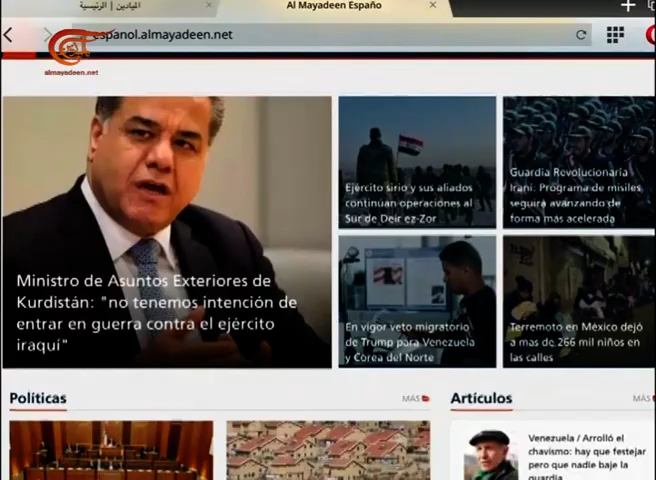 الميادين | الرئيسية
Al Mayadeen Españo
espanol.almayadeen.net
almayadeen.net
Ministro de Asuntos Exteriores de
Kurdistán: "no tenemos intención de
entrar en guerra contra el ejército
iraquí"
Ejército sirio y sus aliados
continuan operaciones al
Sur de Deir ez-Zor
Guardia Revolucionaria
Iraní: Programa de misiles
seguirá avanzando de
forma más acelerada
En vigor veto migratorio
de Trump para Venezuela
y Corea del Norte
Terremoto en México dejó
a mas de 266 mil niños en
las calles
Políticas
MÁS
Artículos
MÁS
Venezuela / Arrolló el
chavismo: hay que festejar
pero que nadie baje la
guardia